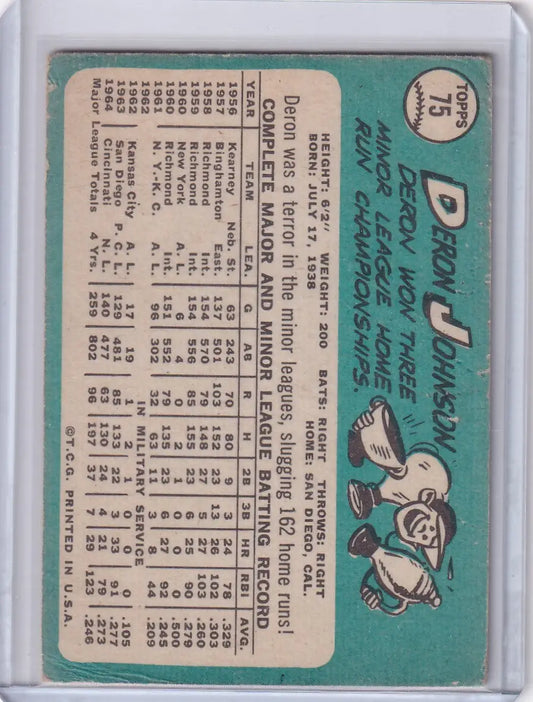 TOPPS
75
DERON JOHNSON
DERON WON THREE
MINOR LEAGUE HOME
RUN CHAMPIONSHIPS.
HEIGHT: 6'2" WEIGHT: 200 BATS: RIGHT THROWS: RIGHT
BORN: JULY 17, 1938 HOME: SAN DIEGO, CAL.
Deron was a terror in the minor leagues, slugging 162 home runs!
COMPLETE MAJOR AND MINOR LEAGUE BATTING RECORD
YEAR TEAM LEA. G AB R H 2B 3B HR RBI AVG.
1956 Kearney Neb. St. 63 243 70 80 9 3 24 78 .329
1957 Binghamton East. 137 501 103 152 23 13 26 102 .303
1958 Richmond Int. 154 570 79 148 27 5 27 103 .260
1959 Richmond Int. 154 556 85 155 23 6 25 90 .279
1960 New York A. L. 6 4 0 2 1 0 0 0 .500
1960 Richmond Int. 151 552 79 135 23 6 27 92 .245
1961 N. Y.-K. C. A. L. 96 302 32 63 11 3 8 44 .209
1962 IN MILITARY SERVICE
1962 Kansas City A. L. 17 19 1 2 1 0 0 0 .105
1963 San Diego P. C. L. 129 481 85 133 22 3 33 91 .277
1964 Cincinnati N. L. 140 477 63 130 24 4 21 79 .273
Major League Totals 4 Yrs. 259 802 96 197 37 7 29 123 .246
©T.C.G. PRINTED IN U.S.A.